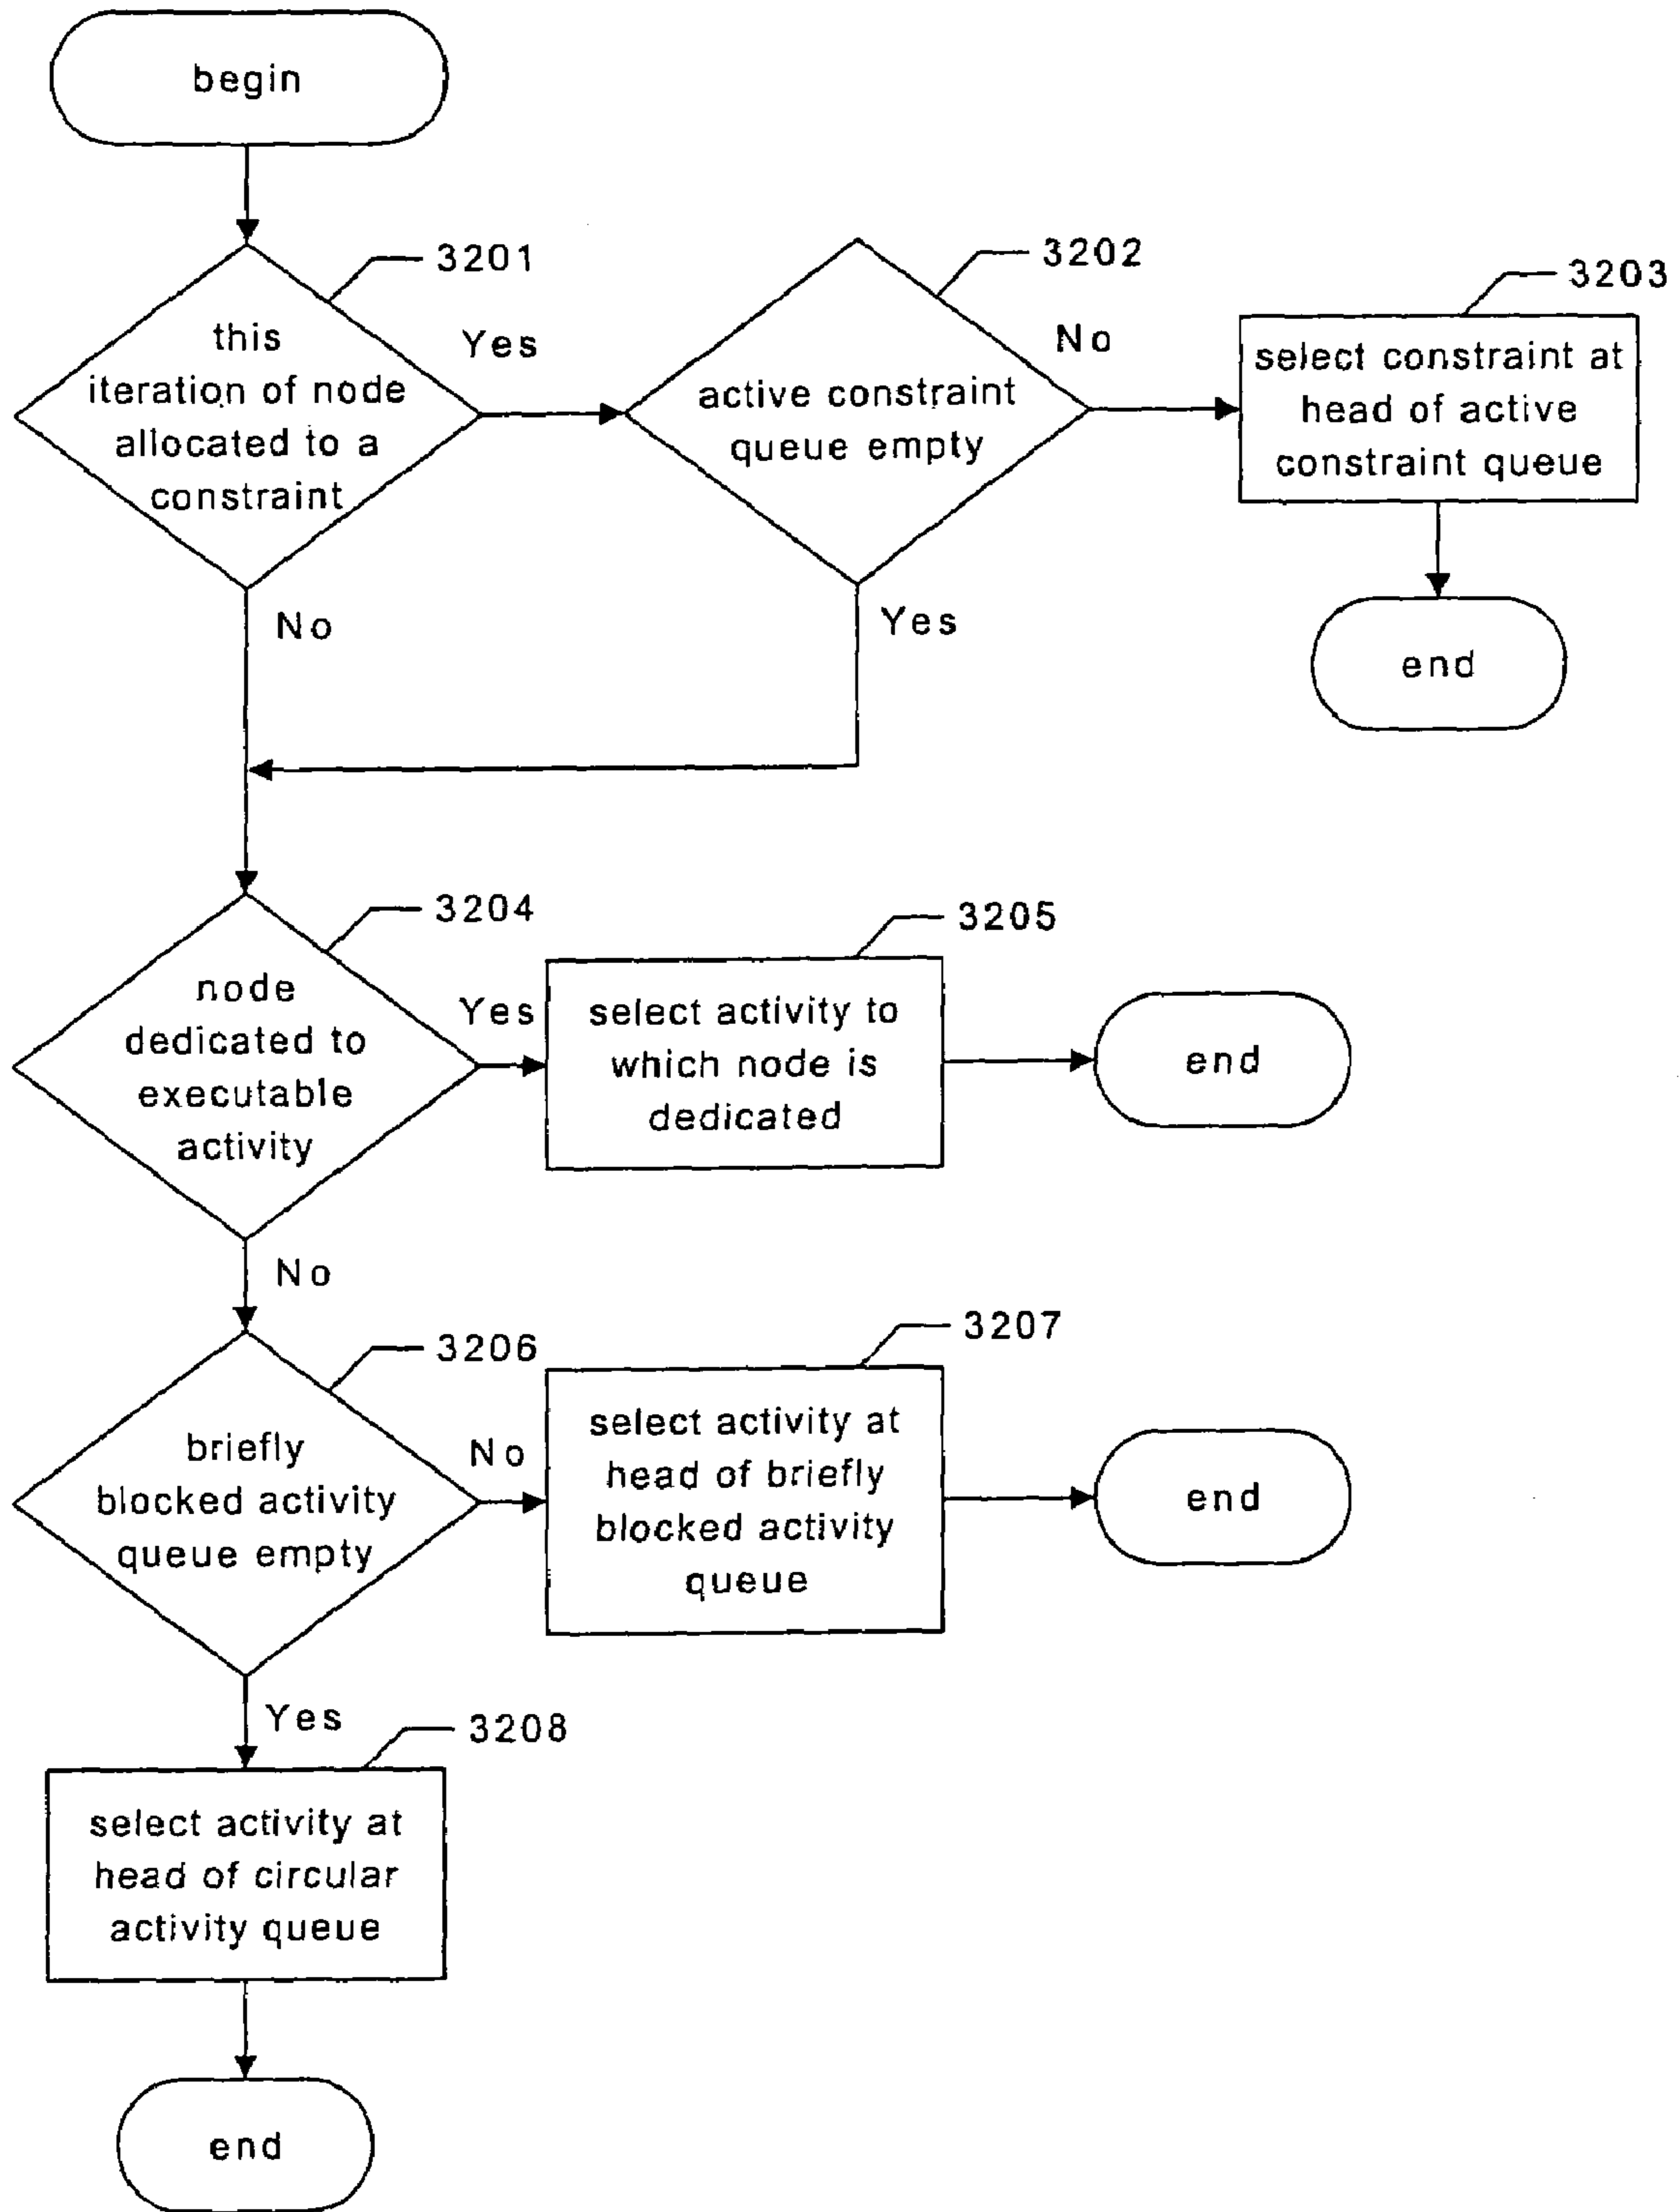 begin
3201
this
iteration of node
allocated to a
constraint
Yes
3202
active constraint
queue empty
No
3203
select constraint at
head of active
constraint queue
end
No
Yes
3204
node
dedicated to
executable
activity
Yes
3205
select activity to
which node is
dedicated
end
No
3206
briefly
blocked activity
queue empty
No
3207
select activity at
head of briefly
blocked activity
queue
end
Yes
3208
select activity at
head of circular
activity queue
end